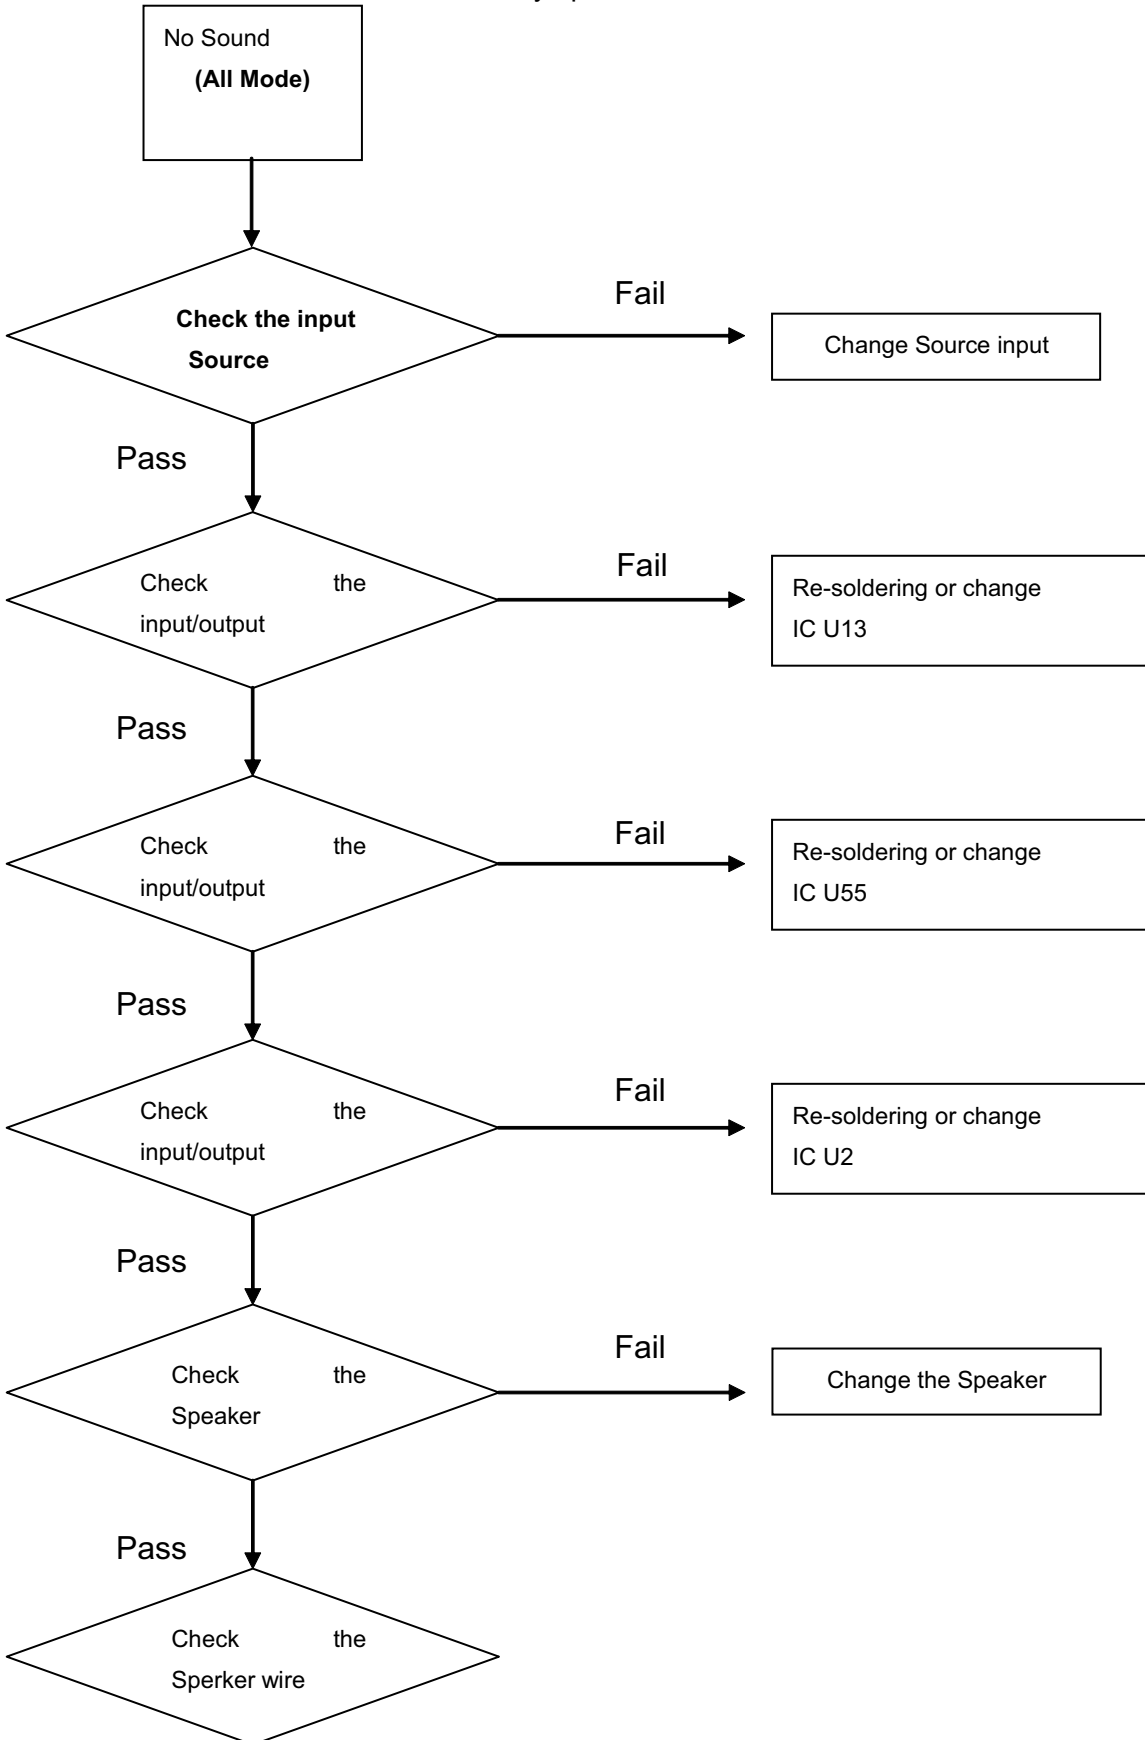 No Sound
(All Mode)
Fail
Check the input
Source
Change Source input
Pass
Fail
Check the
input/output
Re-soldering or change
IC U13
Pass
Fail
Check the
input/output
Re-soldering or change
IC U55
Pass
Fail
Check the
input/output
Re-soldering or change
IC U2
Pass
Fail
Check the
Speaker
Change the Speaker
Pass
Check the
Sperker wire